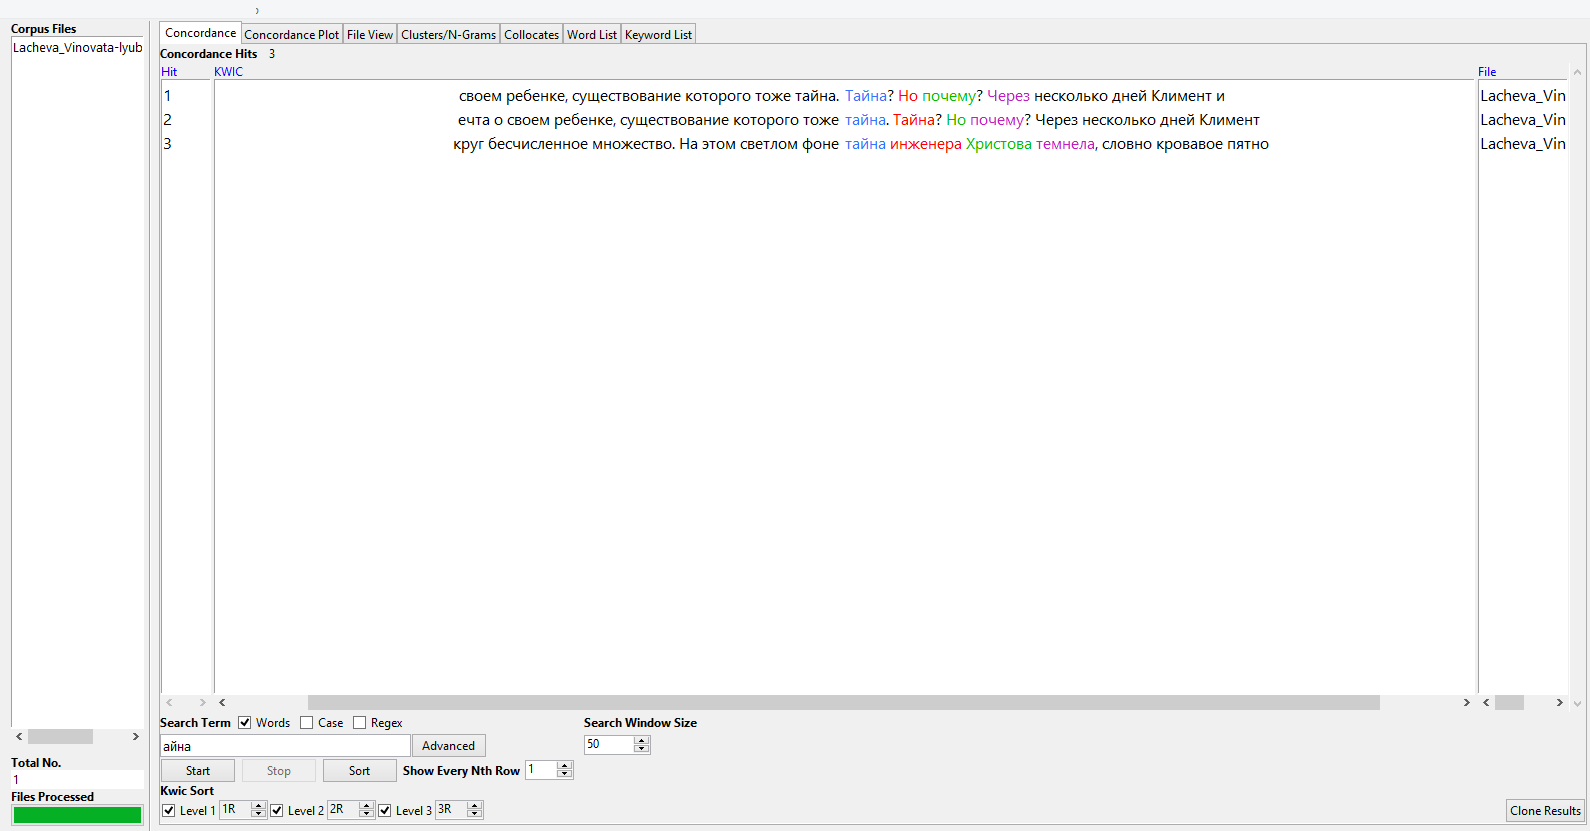 Corpus Files
Lacheva_Vinovata-lyub
Total No.
1
Files Processed
Concordance Concordance Plot File View Clusters/N-Grams Collocates Word List Keyword List
Concordance Hits 3
Hit KWIC File
1 своем ребенке, существование которого тоже тайна. Тайна? Но почему? Через несколько дней Климент и Lacheva_Vin
2 ечта о своем ребенке, существование которого тоже тайна. Тайна? Но почему? Через несколько дней Климент Lacheva_Vin
3 круг бесчисленное множество. На этом светлом фоне тайна инженера Христова темнела, словно кровавое пятно Lacheva_Vin
Search Term Words Case Regex Search Window Size
айна Advanced 50
Start Stop Sort Show Every Nth Row 1
Kwic Sort
Level 1 1R Level 2 2R Level 3 3R Clone Results